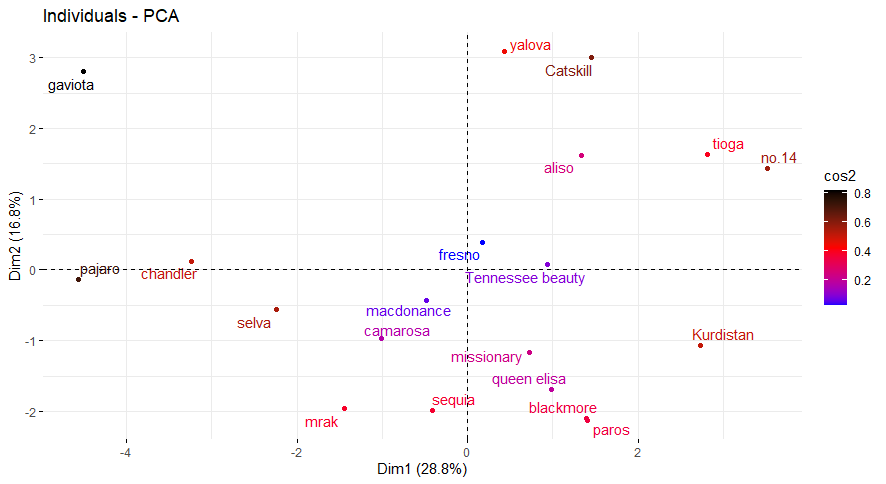 Individuals - PCA
yalova
Catskill
gaviota
tioga
no.14
aliso
fresno
Tennessee beauty
pajaro
chandler
macdonance
selva
camarosa
Kurdistan
missionary
queen elisa
sequia
blackmore
mrak
paros
3
2
1
0
-1
-2
Dim2 (16.8%)
-4
-2
0
2
Dim1 (28.8%)
cos2
0.8
0.6
0.4
0.2